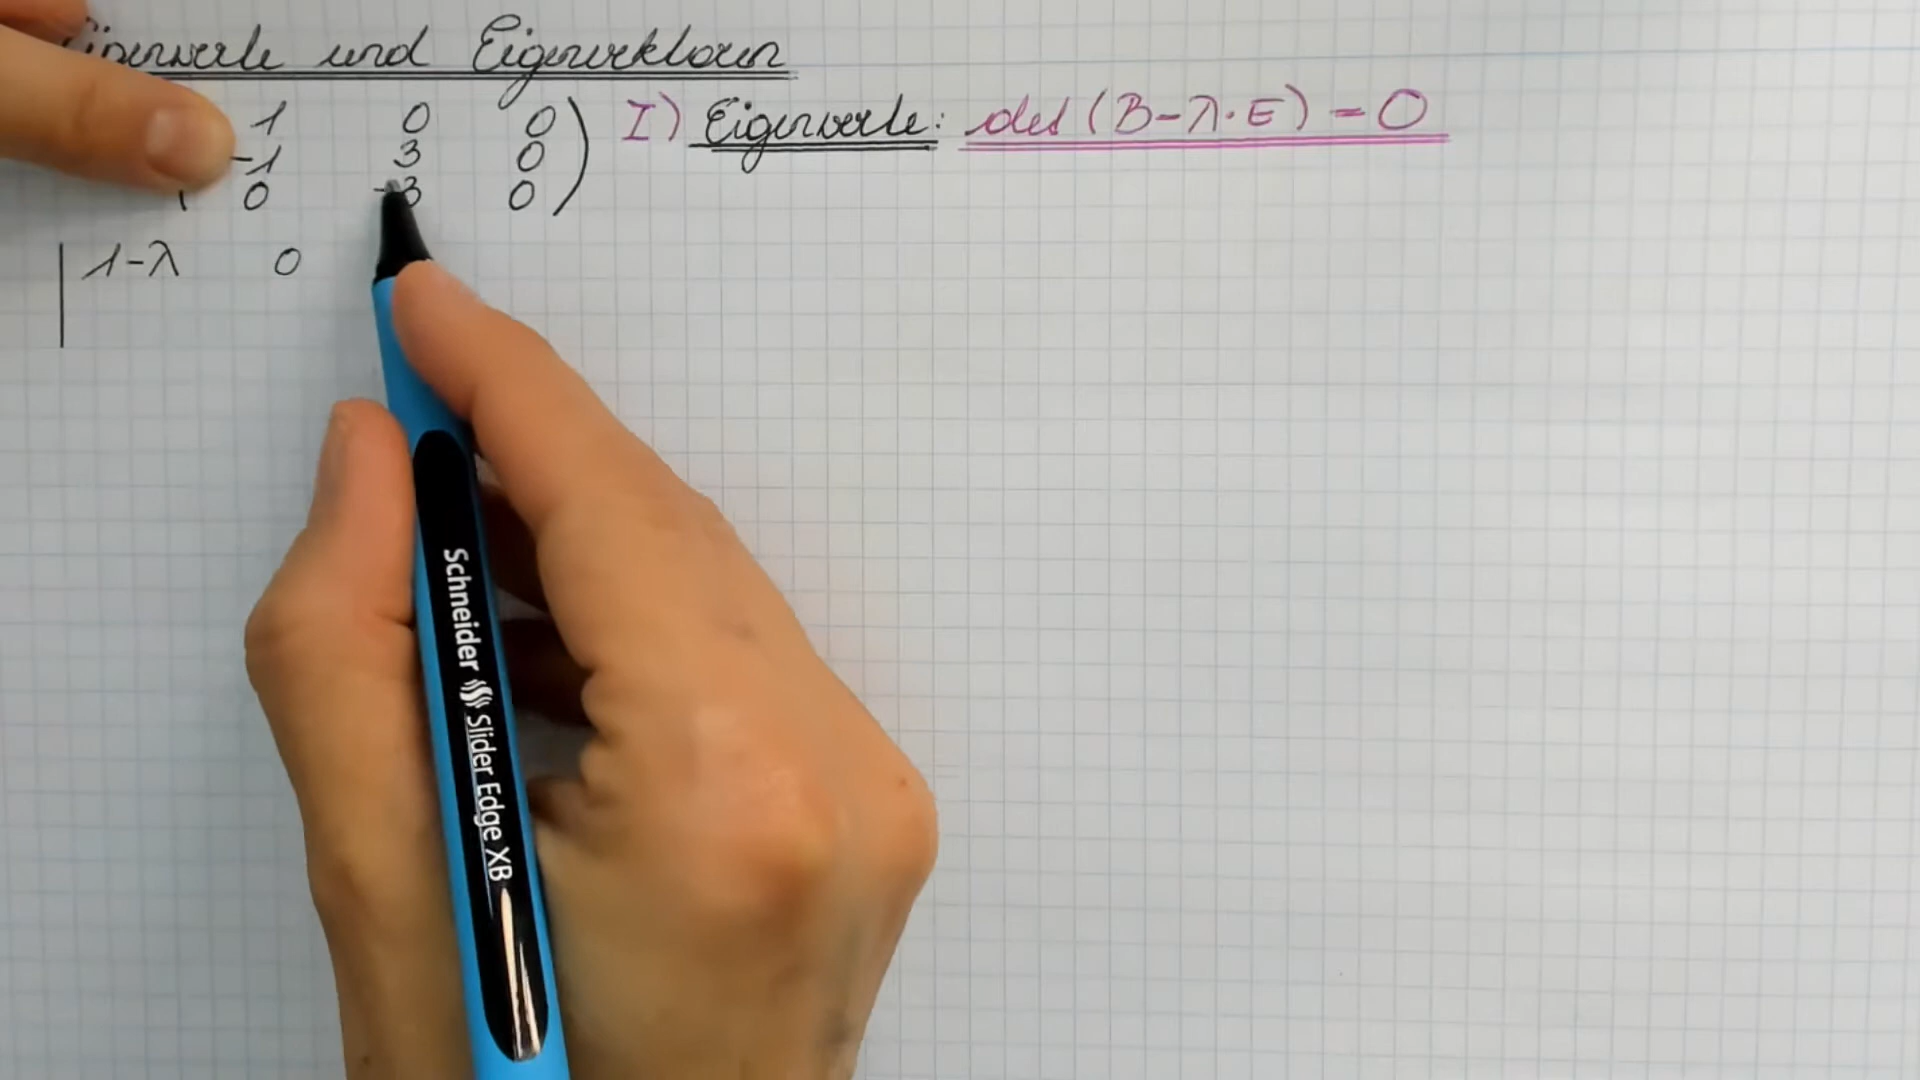 Eigenwerte und Eigenvektoren
1 0 0 ) I) Eigenwerte: det (B-λ·E) = 0
-1 3 0
0 -3 0
| 1-λ 0
Schneider Slider Edge XB